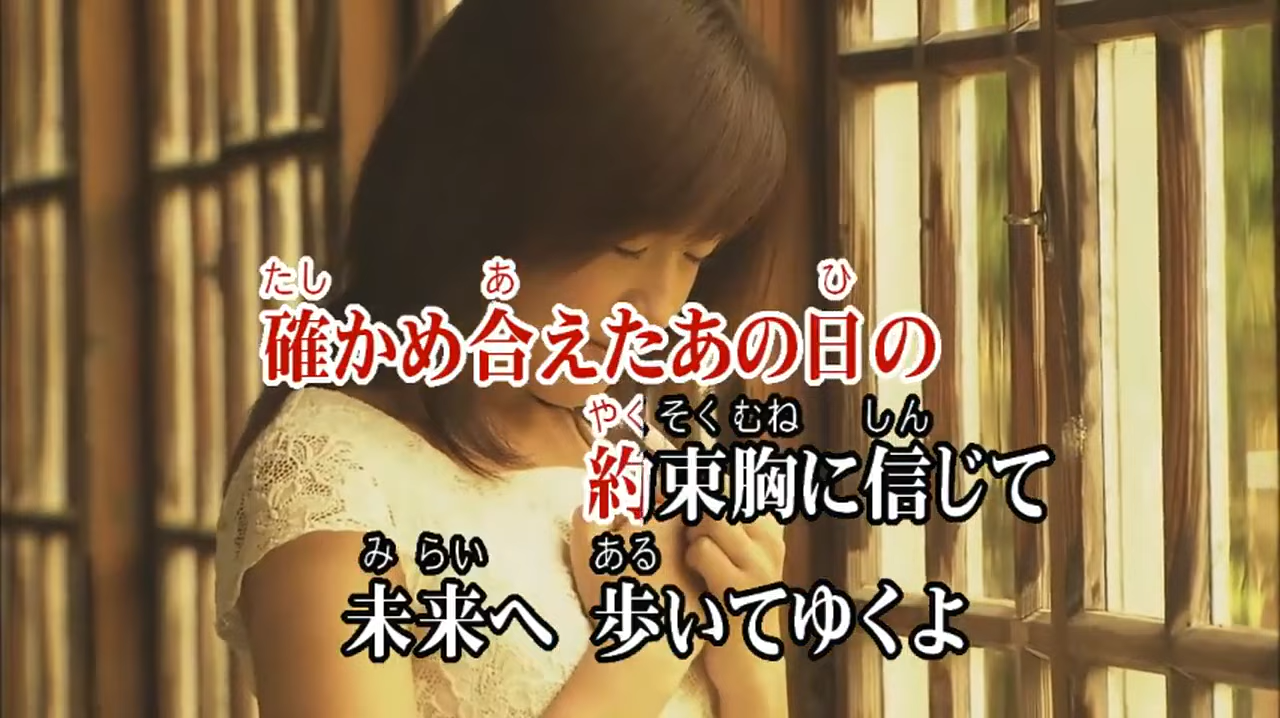 たし あ ひ
確かめ合えたあの日の
やく そく むね しん
約束胸に信じて
み らい ある
未来へ 歩いてゆくよ